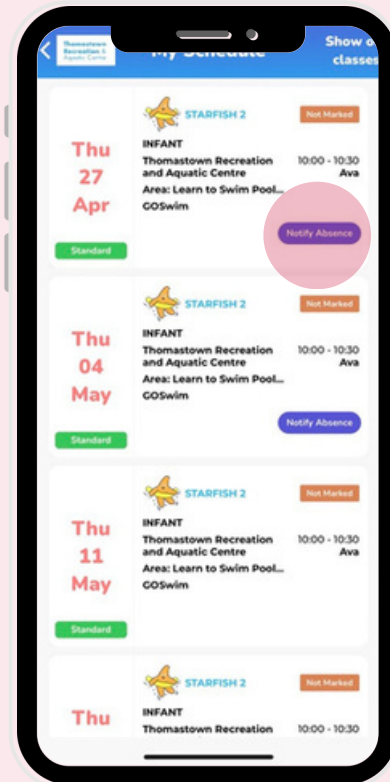 Thomastown
Recreation &
Aquatic Centre
My Schedule
Show o
classes
STARFISH 2
Not Marked
Thu
27
Apr
INFANT
Thomastown Recreation
and Aquatic Centre
10:00 - 10:30
Ava
Area: Learn to Swim Pool...
GOSwim
Notify Absence
Standard
STARFISH 2
Not Marked
Thu
04
May
INFANT
Thomastown Recreation
and Aquatic Centre
10:00 - 10:30
Ava
Area: Learn to Swim Pool...
GOSwim
Notify Absence
Standard
STARFISH 2
Not Marked
Thu
11
May
INFANT
Thomastown Recreation
and Aquatic Centre
10:00 - 10:30
Ava
Area: Learn to Swim Pool...
GOSwim
Standard
STARFISH 2
Not Marked
Thu
INFANT
Thomastown Recreation
10:00 - 10:30